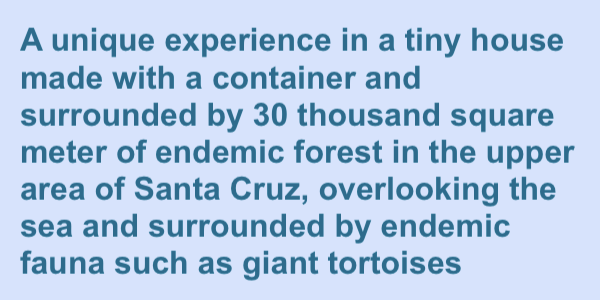 A unique experience in a tiny house
made with a container and
surrounded by 30 thousand square
meter of endemic forest in the upper
area of Santa Cruz, overlooking the
sea and surrounded by endemic
fauna such as giant tortoises